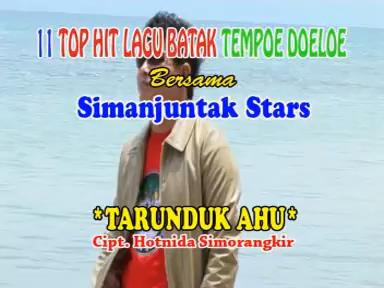 11 TOP HIT LAGU BATAK TEMPOE DOELOE
Bersama
Simanjuntak Stars
*TARUNDUK AHU*
Cipt. Hotnida Simorangkir